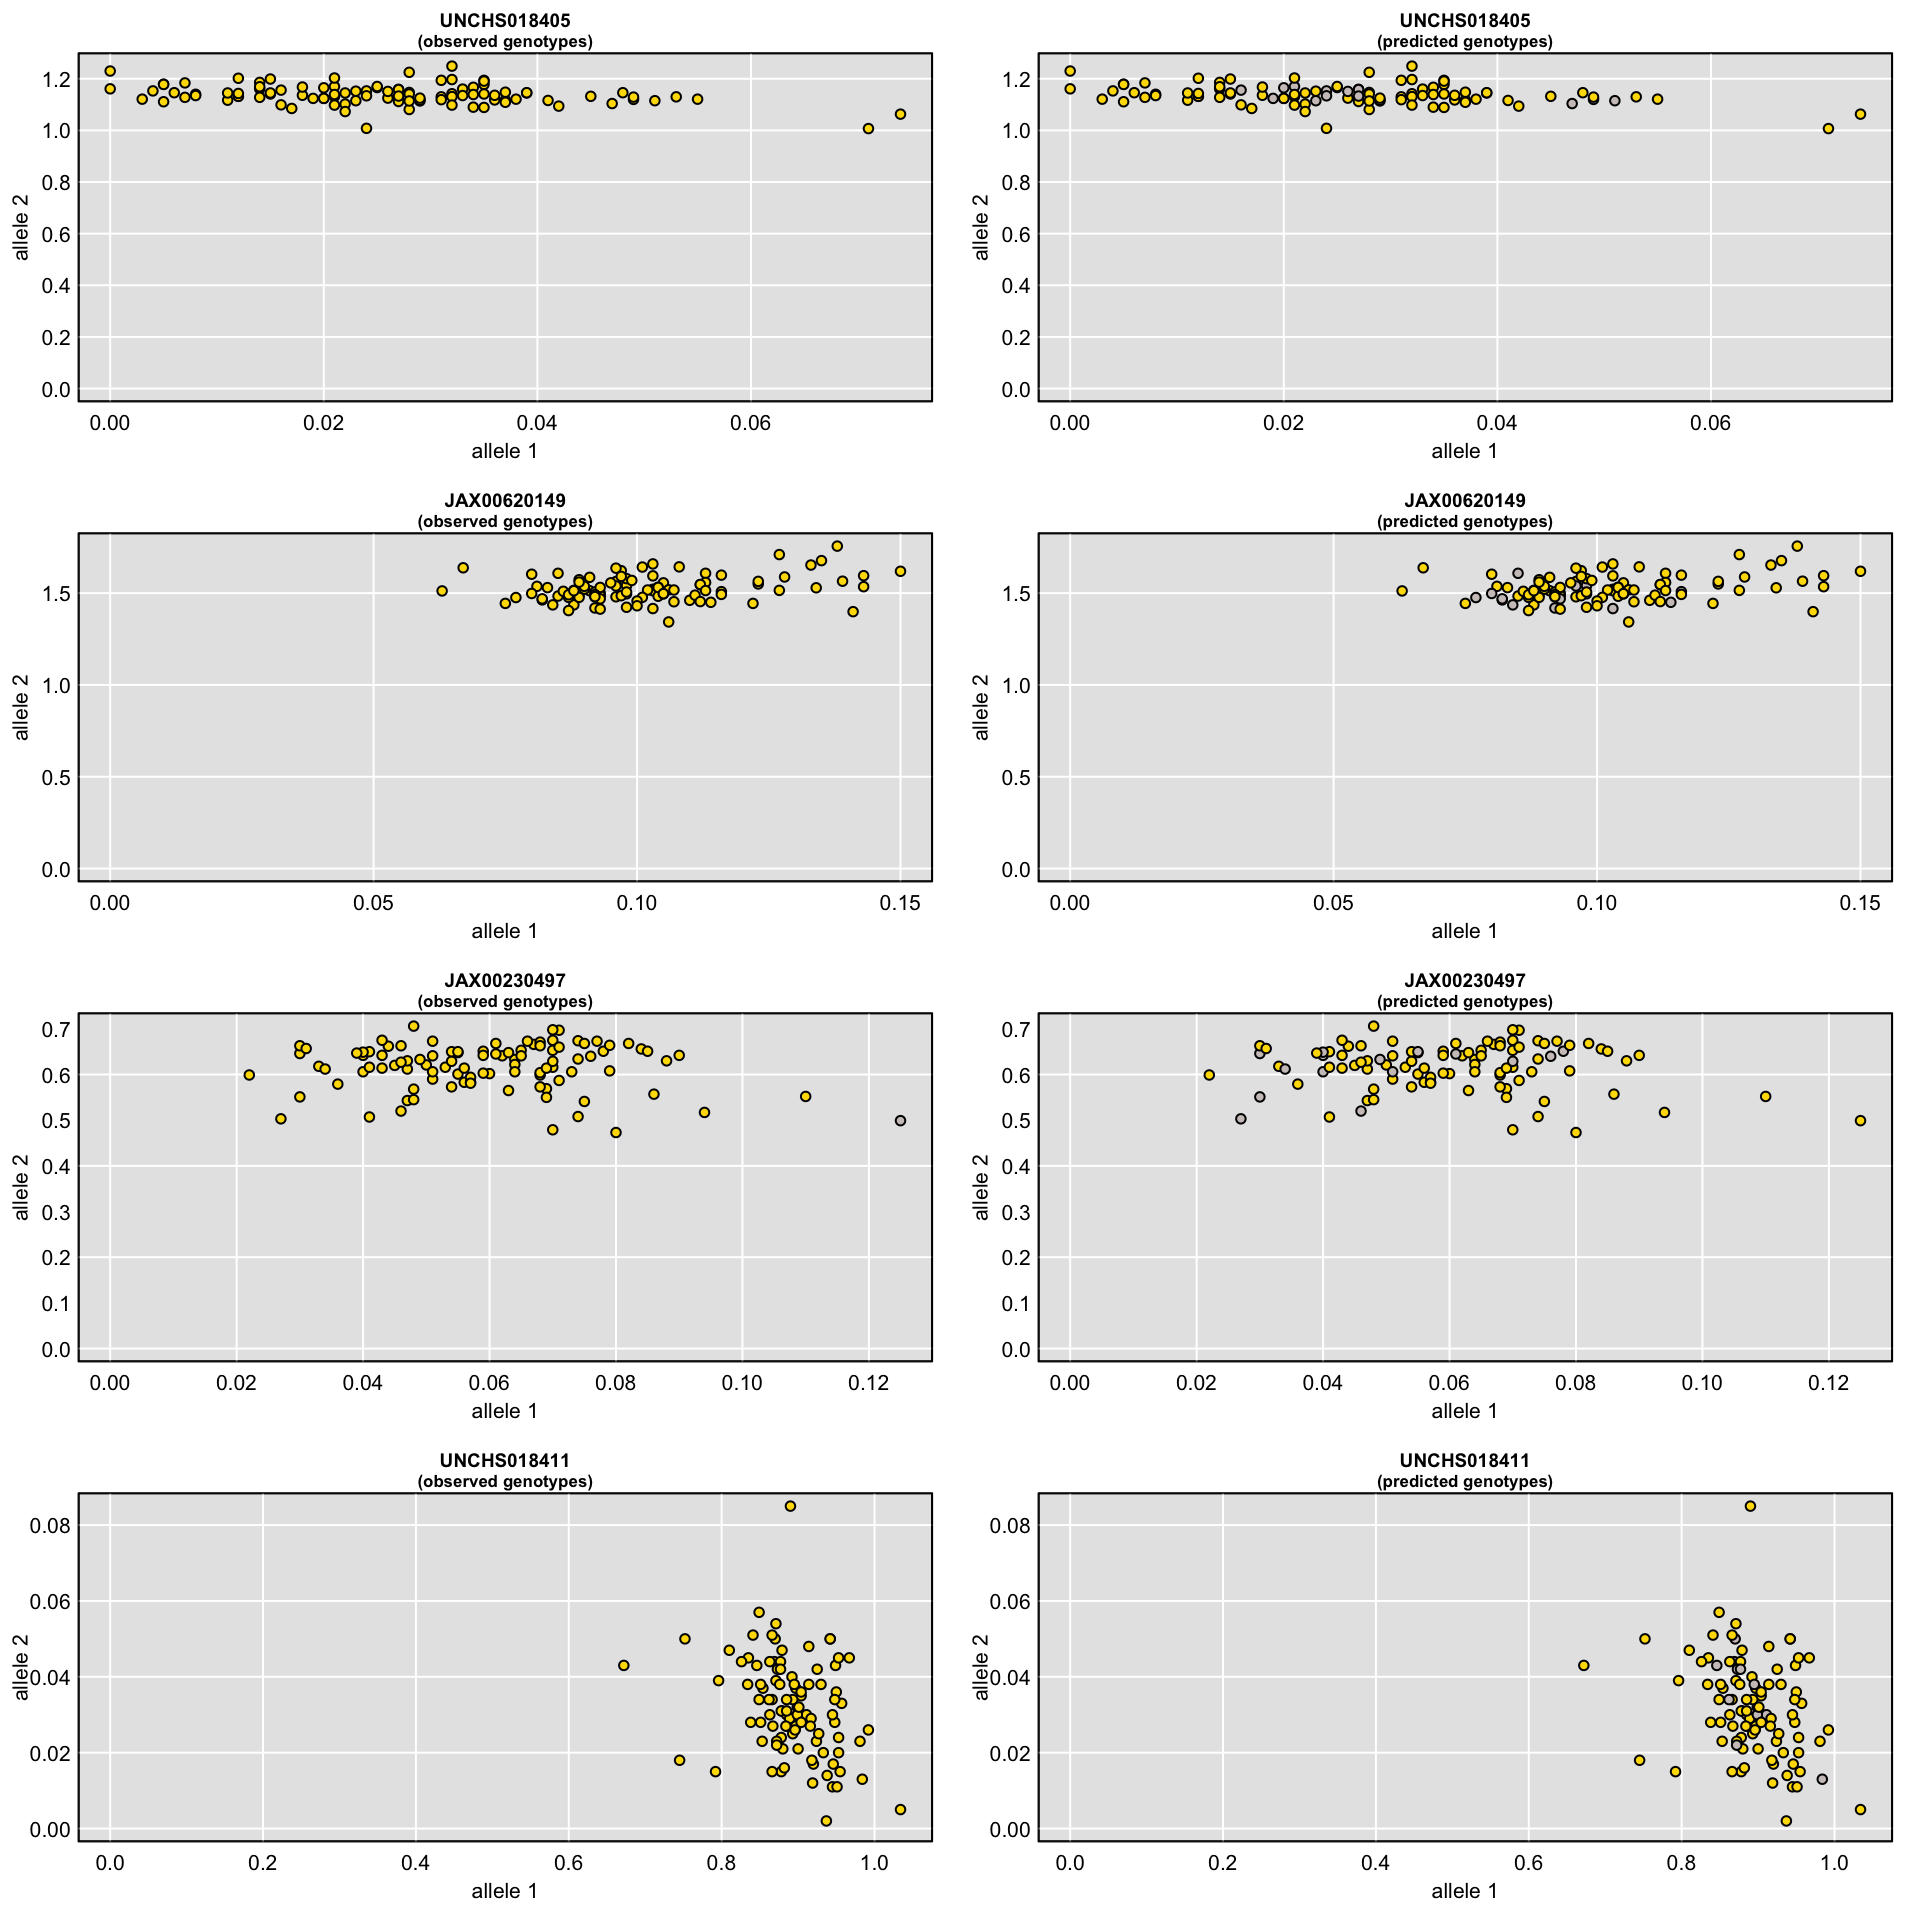 UNCHS018405
(observed genotypes)
1.2
1.0
0.8
0.6
0.4
0.2
0.0
allele 2
0.00 0.02 0.04 0.06
allele 1
UNCHS018405
(predicted genotypes)
1.2
1.0
0.8
0.6
0.4
0.2
0.0
allele 2
0.00 0.02 0.04 0.06
allele 1
JAX00620149
(observed genotypes)
1.5
1.0
0.5
0.0
allele 2
0.00 0.05 0.10 0.15
allele 1
JAX00620149
(predicted genotypes)
1.5
1.0
0.5
0.0
allele 2
0.00 0.05 0.10 0.15
allele 1
JAX00230497
(observed genotypes)
0.7
0.6
0.5
0.4
0.3
0.2
0.1
0.0
allele 2
0.00 0.02 0.04 0.06 0.08 0.10 0.12
allele 1
JAX00230497
(predicted genotypes)
0.7
0.6
0.5
0.4
0.3
0.2
0.1
0.0
allele 2
0.00 0.02 0.04 0.06 0.08 0.10 0.12
allele 1
UNCHS018411
(observed genotypes)
0.08
0.06
0.04
0.02
0.00
allele 2
0.0 0.2 0.4 0.6 0.8 1.0
allele 1
UNCHS018411
(predicted genotypes)
0.08
0.06
0.04
0.02
0.00
allele 2
0.0 0.2 0.4 0.6 0.8 1.0
allele 1